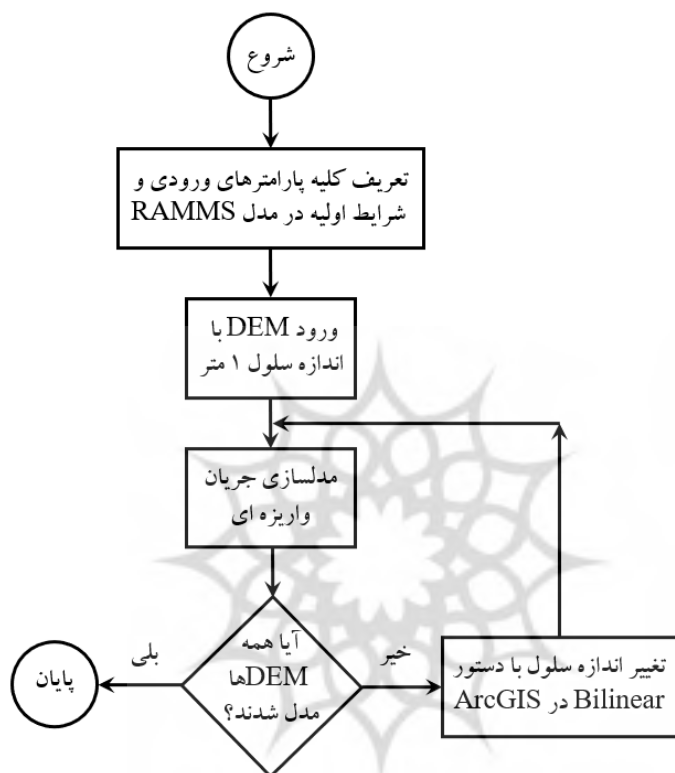 شروع
تعریف کلیه پارامترهای ورودی و
شرایط اولیه در مدل RAMMS
ورود DEM با
اندازه سلول ۱ متر
مدلسازی جریان
واریزه ای
آیا همه
DEMها
مدل شدند؟
خیر
تغییر اندازه سلول با دستور
Bilinear در ArcGIS
بلی
پایان